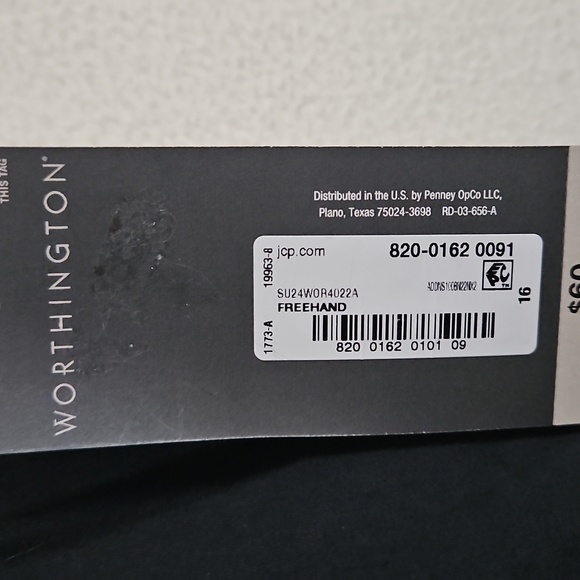 THIS TAG
WORTHINGTON®
Distributed in the U.S. by Penney OpCo LLC,
Plano, Texas 75024-3698 RD-03-656-A
jcp.com
820-0162 0091
19963-8
SU24WOR4022A
FREEHAND
16
1773-A
820 0162 0101 09
$60